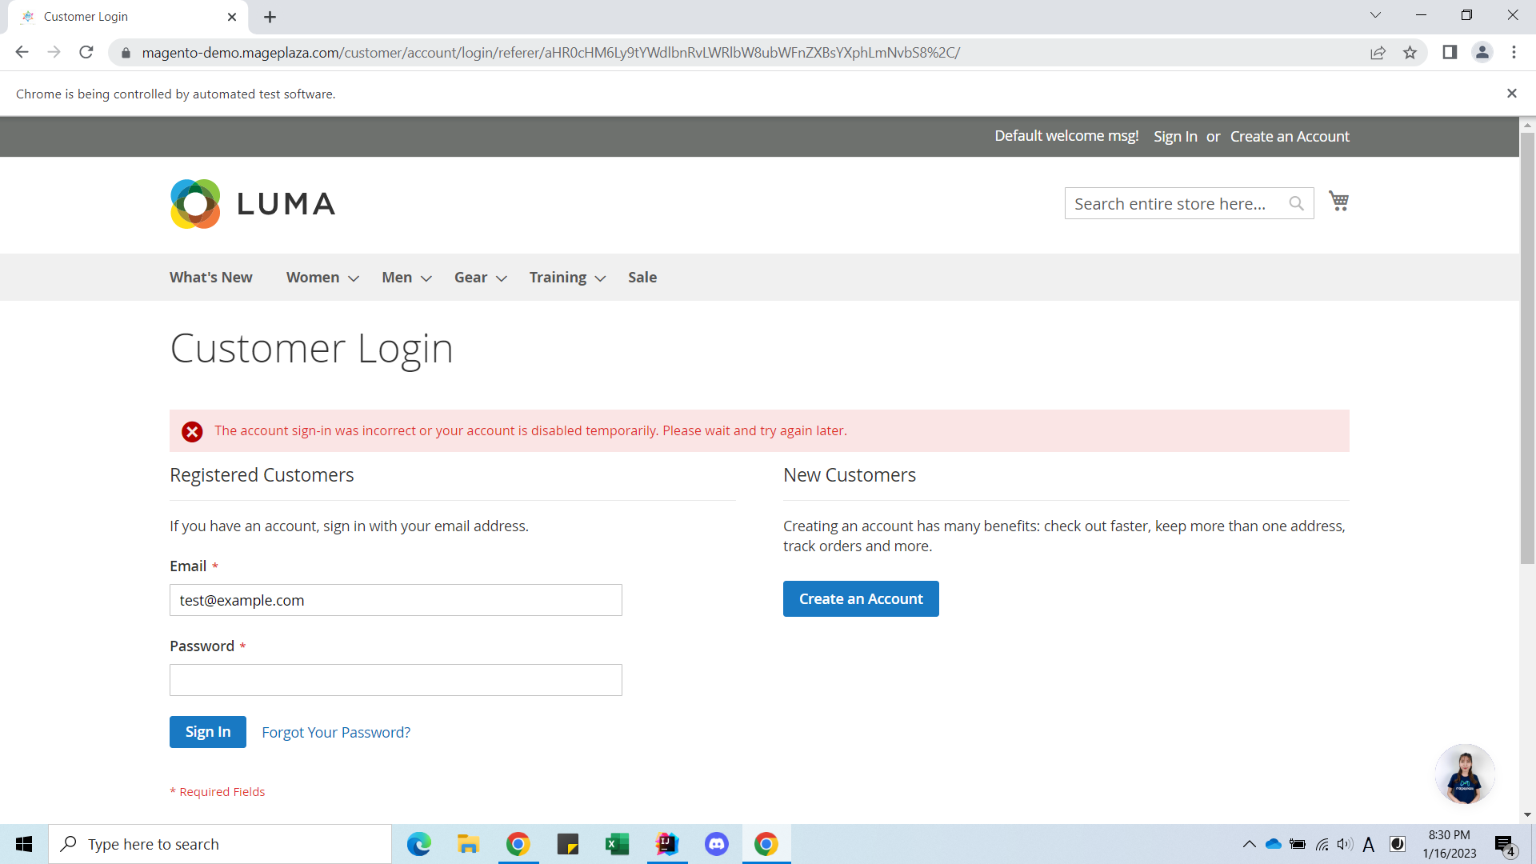 Customer Login
magento-demo.mageplaza.com/customer/account/login/referer/aHR0cHM6Ly9tYWdlbnRvLWRlbW8ubWFnZXBsYXphLmNvbS8%2C/
Chrome is being controlled by automated test software.
Default welcome msg! Sign In or Create an Account
LUMA
Search entire store here...
What's New Women Men Gear Training Sale
Customer Login
The account sign-in was incorrect or your account is disabled temporarily. Please wait and try again later.
Registered Customers
If you have an account, sign in with your email address.
Email *
test@example.com
Password *
Sign In Forgot Your Password?
* Required Fields
New Customers
Creating an account has many benefits: check out faster, keep more than one address,
track orders and more.
Create an Account
Type here to search
A
8:30 PM
1/16/2023
4